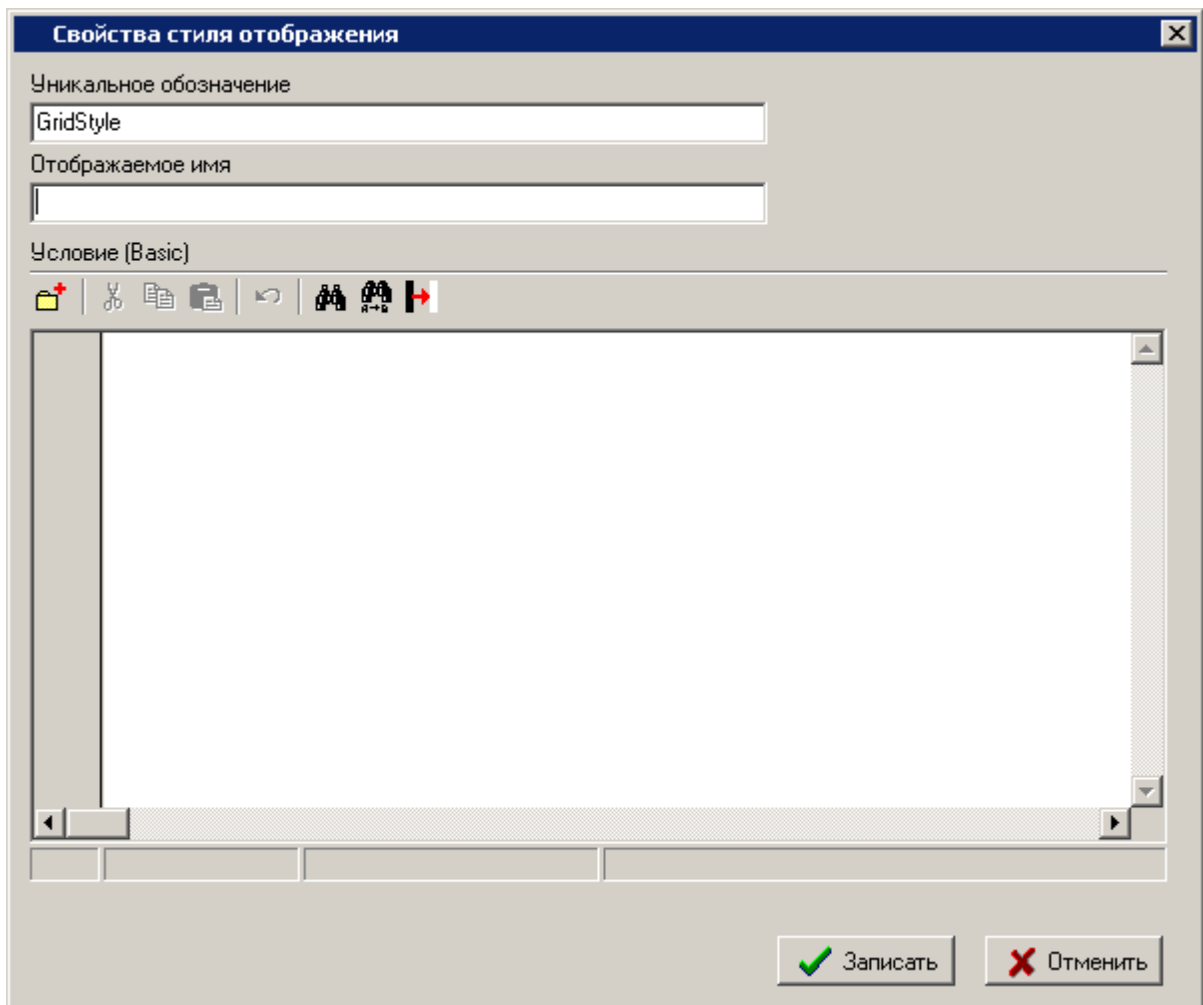 Свойства стиля отображения
Уникальное обозначение
GridStyle
Отображаемое имя
Условие (Basic)
Записать
Отменить